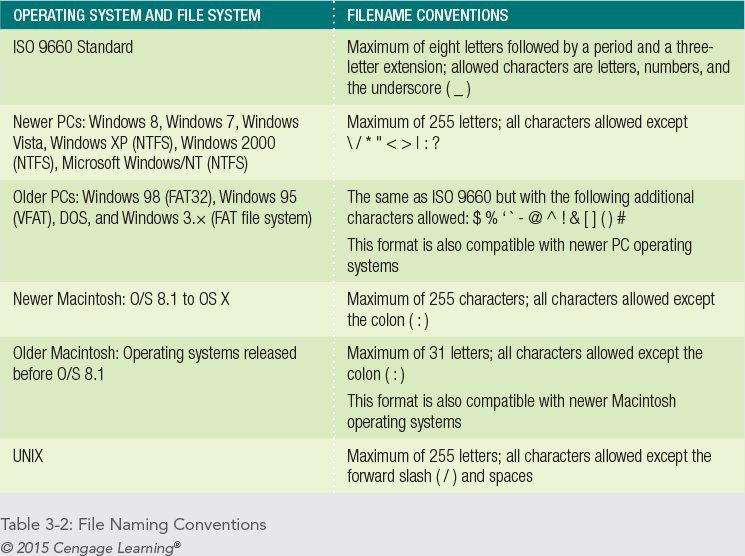 OPERATING SYSTEM AND FILE SYSTEM
FILENAME CONVENTIONS
ISO 9660 Standard
Maximum of eight letters followed by a period and a three-
letter extension; allowed characters are letters, numbers, and
the underscore ( _ )
Newer PCs: Windows 8, Windows 7, Windows
Vista, Windows XP (NTFS), Windows 2000
(NTFS), Microsoft Windows/NT (NTFS)
Maximum of 255 letters; all characters allowed except
\ / * " < > | : ?
Older PCs: Windows 98 (FAT32), Windows 95
(VFAT), DOS, and Windows 3.× (FAT file system)
The same as ISO 9660 but with the following additional
characters allowed: $ % ‘ ` - @ ^ ! & [ ] ( ) #
This format is also compatible with newer PC operating
systems
Newer Macintosh: O/S 8.1 to OS X
Maximum of 255 characters; all characters allowed except
the colon ( : )
Older Macintosh: Operating systems released
before O/S 8.1
Maximum of 31 letters; all characters allowed except the
colon ( : )
This format is also compatible with newer Macintosh
operating systems
UNIX
Maximum of 255 letters; all characters allowed except the
forward slash ( / ) and spaces
Table 3-2: File Naming Conventions
© 2015 Cengage Learning®